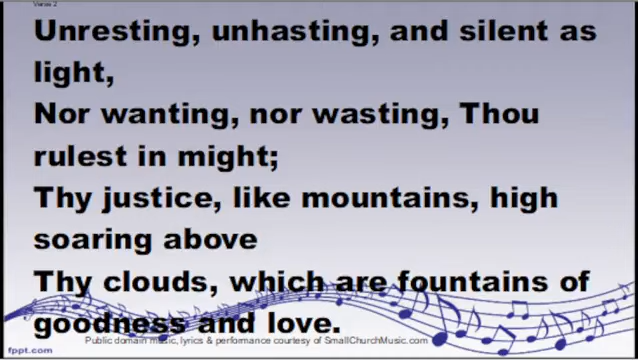 Verse 2
Unresting, unhasting, and silent as
light,
Nor wanting, nor wasting, Thou
rulest in might;
Thy justice, like mountains, high
soaring above
Thy clouds, which are fountains of
goodness and love.
Public domain music, lyrics & performance courtesy of SmallChurchMusic.com
fppt.com